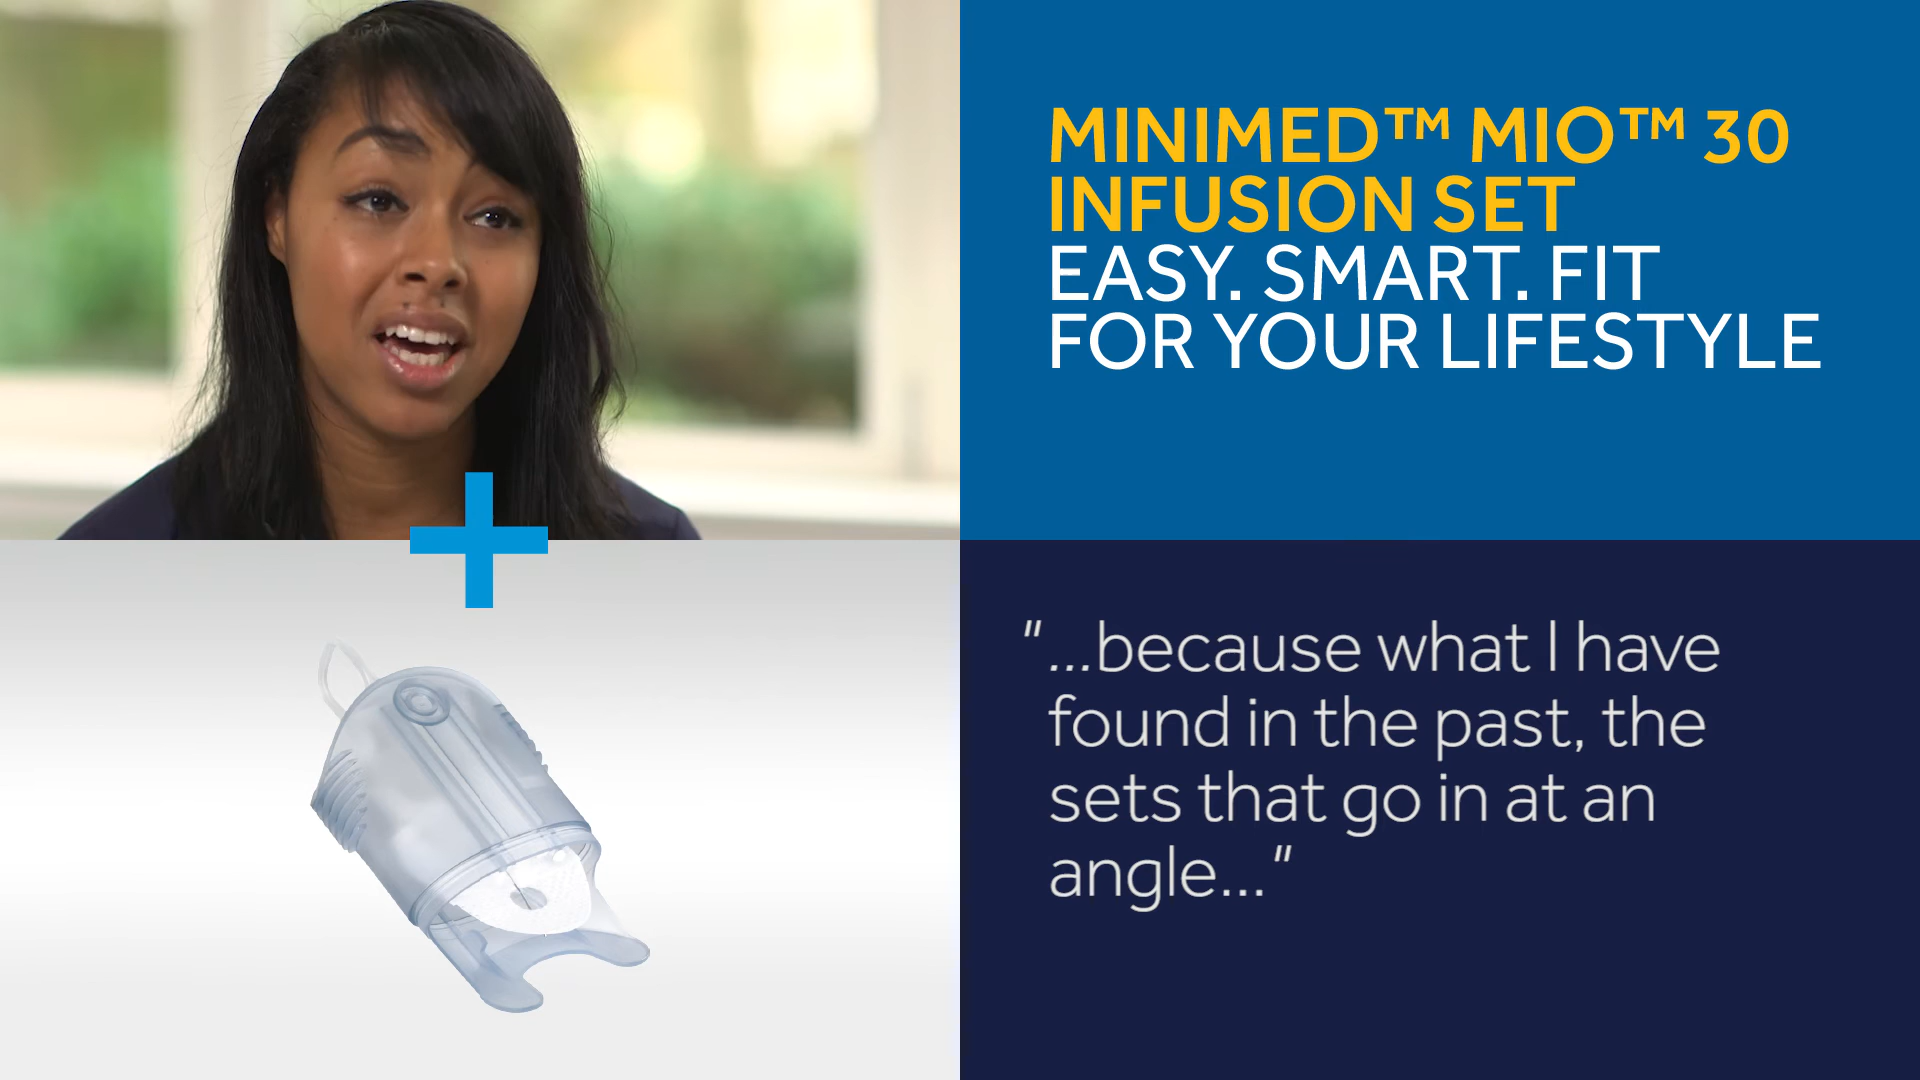 MINIMED™ MIO™ 30
INFUSION SET
EASY. SMART. FIT
FOR YOUR LIFESTYLE
"...because what I have
found in the past, the
sets that go in at an
angle..."